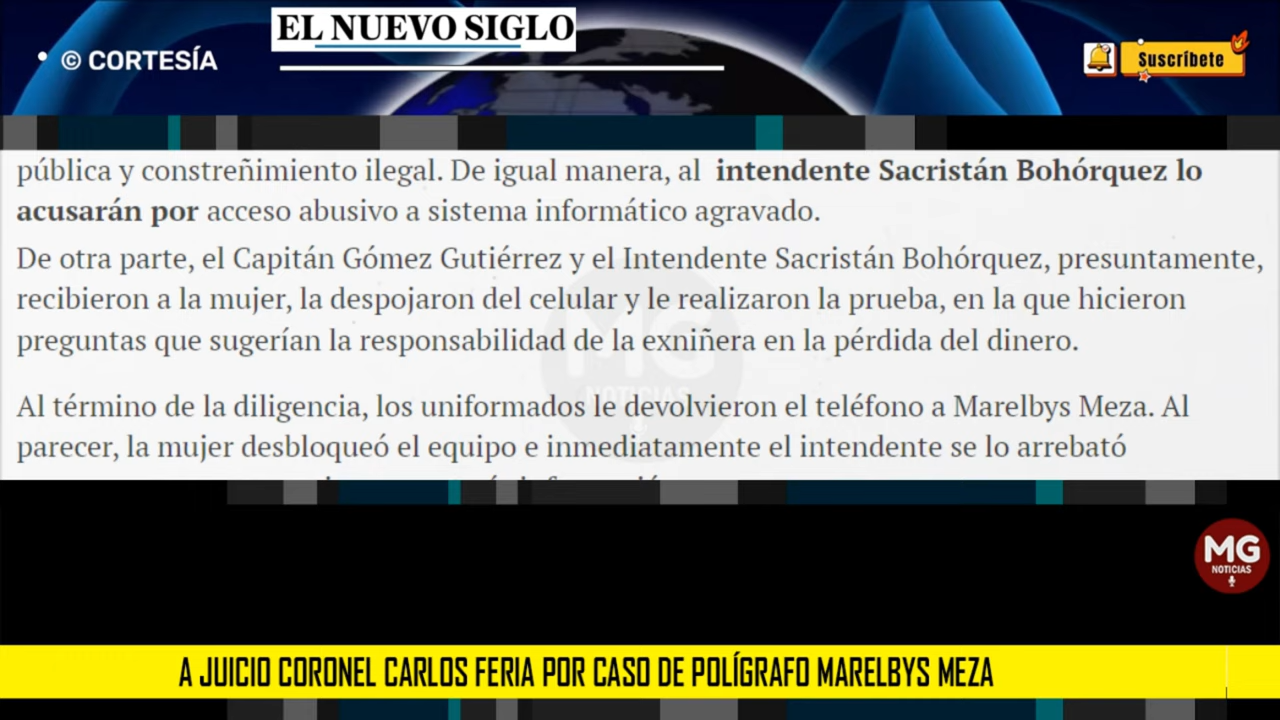 EL NUEVO SIGLO
© CORTESÍA
Suscríbete
pública y constreñimiento ilegal. De igual manera, al intendente Sacristán Bohórquez lo
acusarán por acceso abusivo a sistema informático agravado.
De otra parte, el Capitán Gómez Gutiérrez y el Intendente Sacristán Bohórquez, presuntamente,
recibieron a la mujer, la despojaron del celular y le realizaron la prueba, en la que hicieron
preguntas que sugerían la responsabilidad de la exniñera en la pérdida del dinero.
Al término de la diligencia, los uniformados le devolvieron el teléfono a Marelbys Meza. Al
parecer, la mujer desbloqueó el equipo e inmediatamente el intendente se lo arrebató
MG
NOTICIAS
MG
NOTICIAS
A JUICIO CORONEL CARLOS FERIA POR CASO DE POLÍGRAFO MARELBYS MEZA